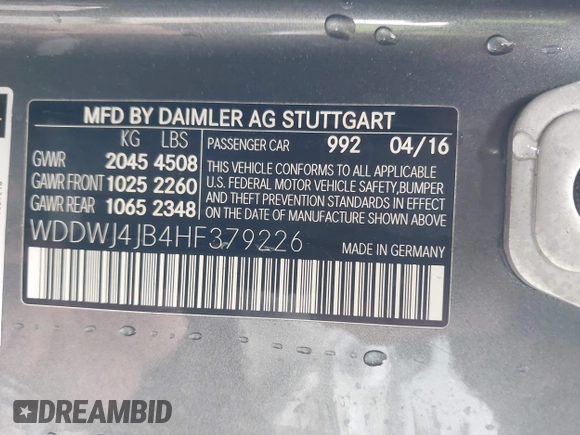 MFD BY DAIMLER AG STUTTGART
KG LBS
GVWR 2045 4508
GAWR FRONT 1025 2260
GAWR REAR 1065 2348
PASSENGER CAR 992 04/16
THIS VEHICLE CONFORMS TO ALL APPLICABLE
U.S. FEDERAL MOTOR VEHICLE SAFETY,BUMPER
AND THEFT PREVENTION STANDARDS IN EFFECT
ON THE DATE OF MANUFACTURE SHOWN ABOVE.
WDDWJ4JB4HF379226
MADE IN GERMANY
DREAMBID